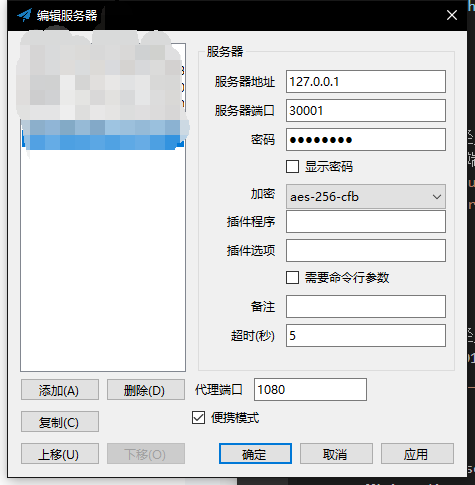 编辑服务器
服务器
服务器地址 127.0.0.1
服务器端口 30001
密码 ●●●●●●●●
显示密码
加密 aes-256-cfb
插件程序
插件选项
需要命令行参数
备注
超时(秒) 5
添加(A) 删除(D) 代理端口 1080
复制(C) 便携模式
上移(U) 下移(O) 确定 取消 应用